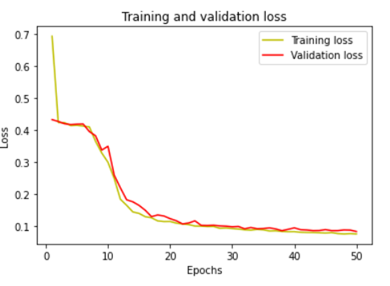 Training and validation loss
Training loss
Validation loss
0.7
0.6
0.5
0.4
0.3
0.2
0.1
Loss
0 10 20 30 40 50
Epochs